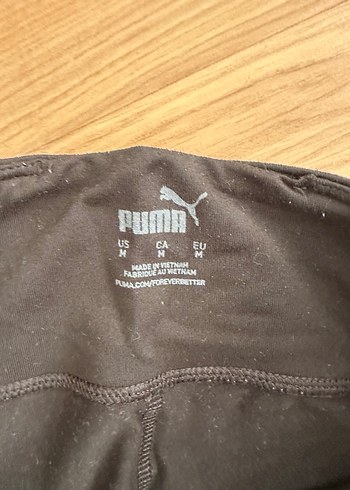 PUMA
US CA EU
M M M
MADE IN VIETNAM
FABRIQUÉ AU VIETNAM
PUMA.COM/FOREVERBETTER